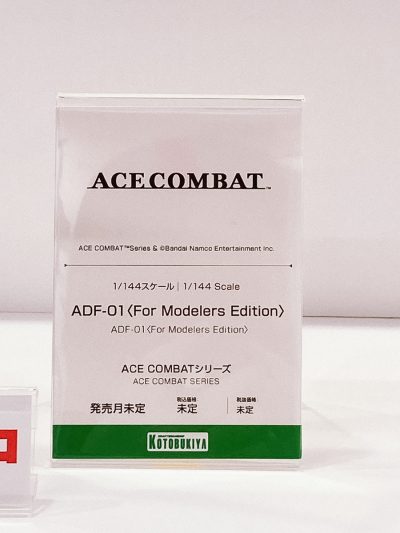 ACE COMBAT™
ACE COMBAT™Series & ©Bandai Namco Entertainment Inc.
1/144スケール | 1/144 Scale
ADF-01〈For Modelers Edition〉
ADF-01〈For Modelers Edition〉
ACE COMBATシリーズ
ACE COMBAT SERIES
発売月未定
税込価格
未定
税抜価格
未定
KOTOBUKIYA